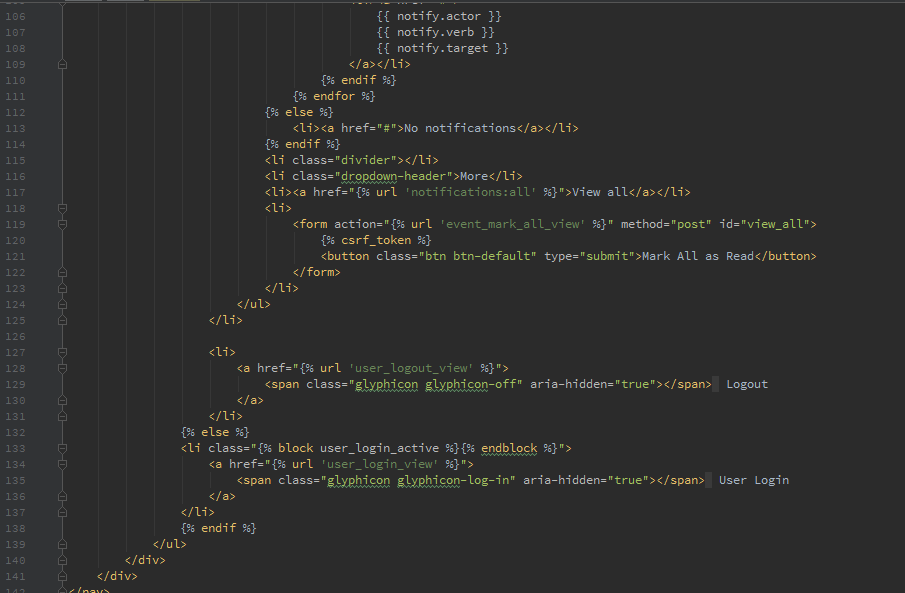 106 {{ notify.actor }}
107 {{ notify.verb }}
108 {{ notify.target }}
109 </a></li>
110 {% endif %}
111 {% endfor %}
112 {% else %}
113 <li><a href="#">No notifications</a></li>
114 {% endif %}
115 <li class="divider"></li>
116 <li class="dropdown-header">More</li>
117 <li><a href="{% url 'notifications:all' %}">View all</a></li>
118 <li>
119 <form action="{% url 'event_mark_all_view' %}" method="post" id="view_all">
120 {% csrf_token %}
121 <button class="btn btn-default" type="submit">Mark All as Read</button>
122 </form>
123 </li>
124 </ul>
125 </li>
126
127 <li>
128 <a href="{% url 'user_logout_view' %}">
129 <span class="glyphicon glyphicon-off" aria-hidden="true"></span> Logout
130 </a>
131 </li>
132 {% else %}
133 <li class="{% block user_login_active %}{% endblock %}">
134 <a href="{% url 'user_login_view' %}">
135 <span class="glyphicon glyphicon-log-in" aria-hidden="true"></span> User Login
136 </a>
137 </li>
138 {% endif %}
139 </ul>
140 </div>
141 </div>
142 </nav>